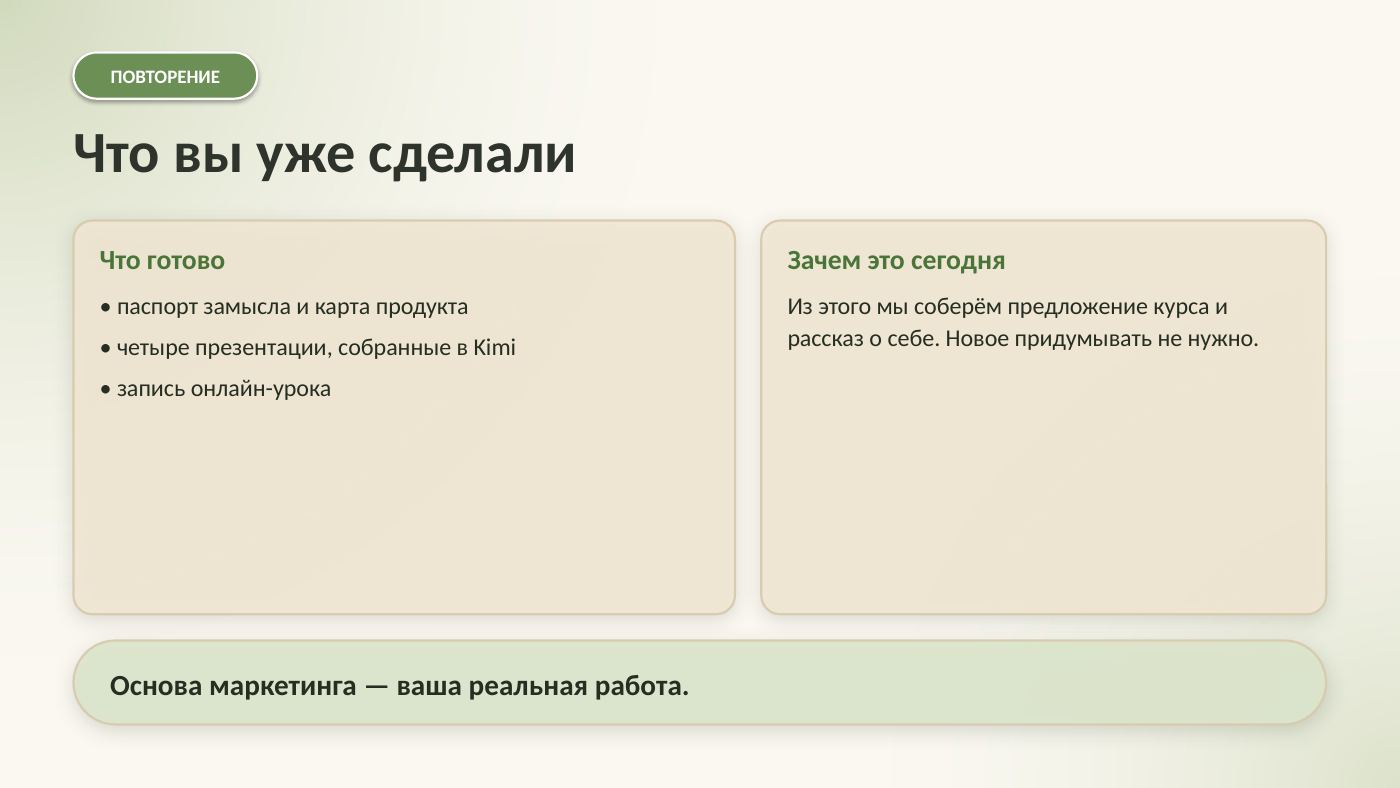 ПОВТОРЕНИЕ
Что вы уже сделали
Что готово
• паспорт замысла и карта продукта
• четыре презентации, собранные в Kimi
• запись онлайн-урока
Зачем это сегодня
Из этого мы соберём предложение курса и
рассказ о себе. Новое придумывать не нужно.
Основа маркетинга — ваша реальная работа.